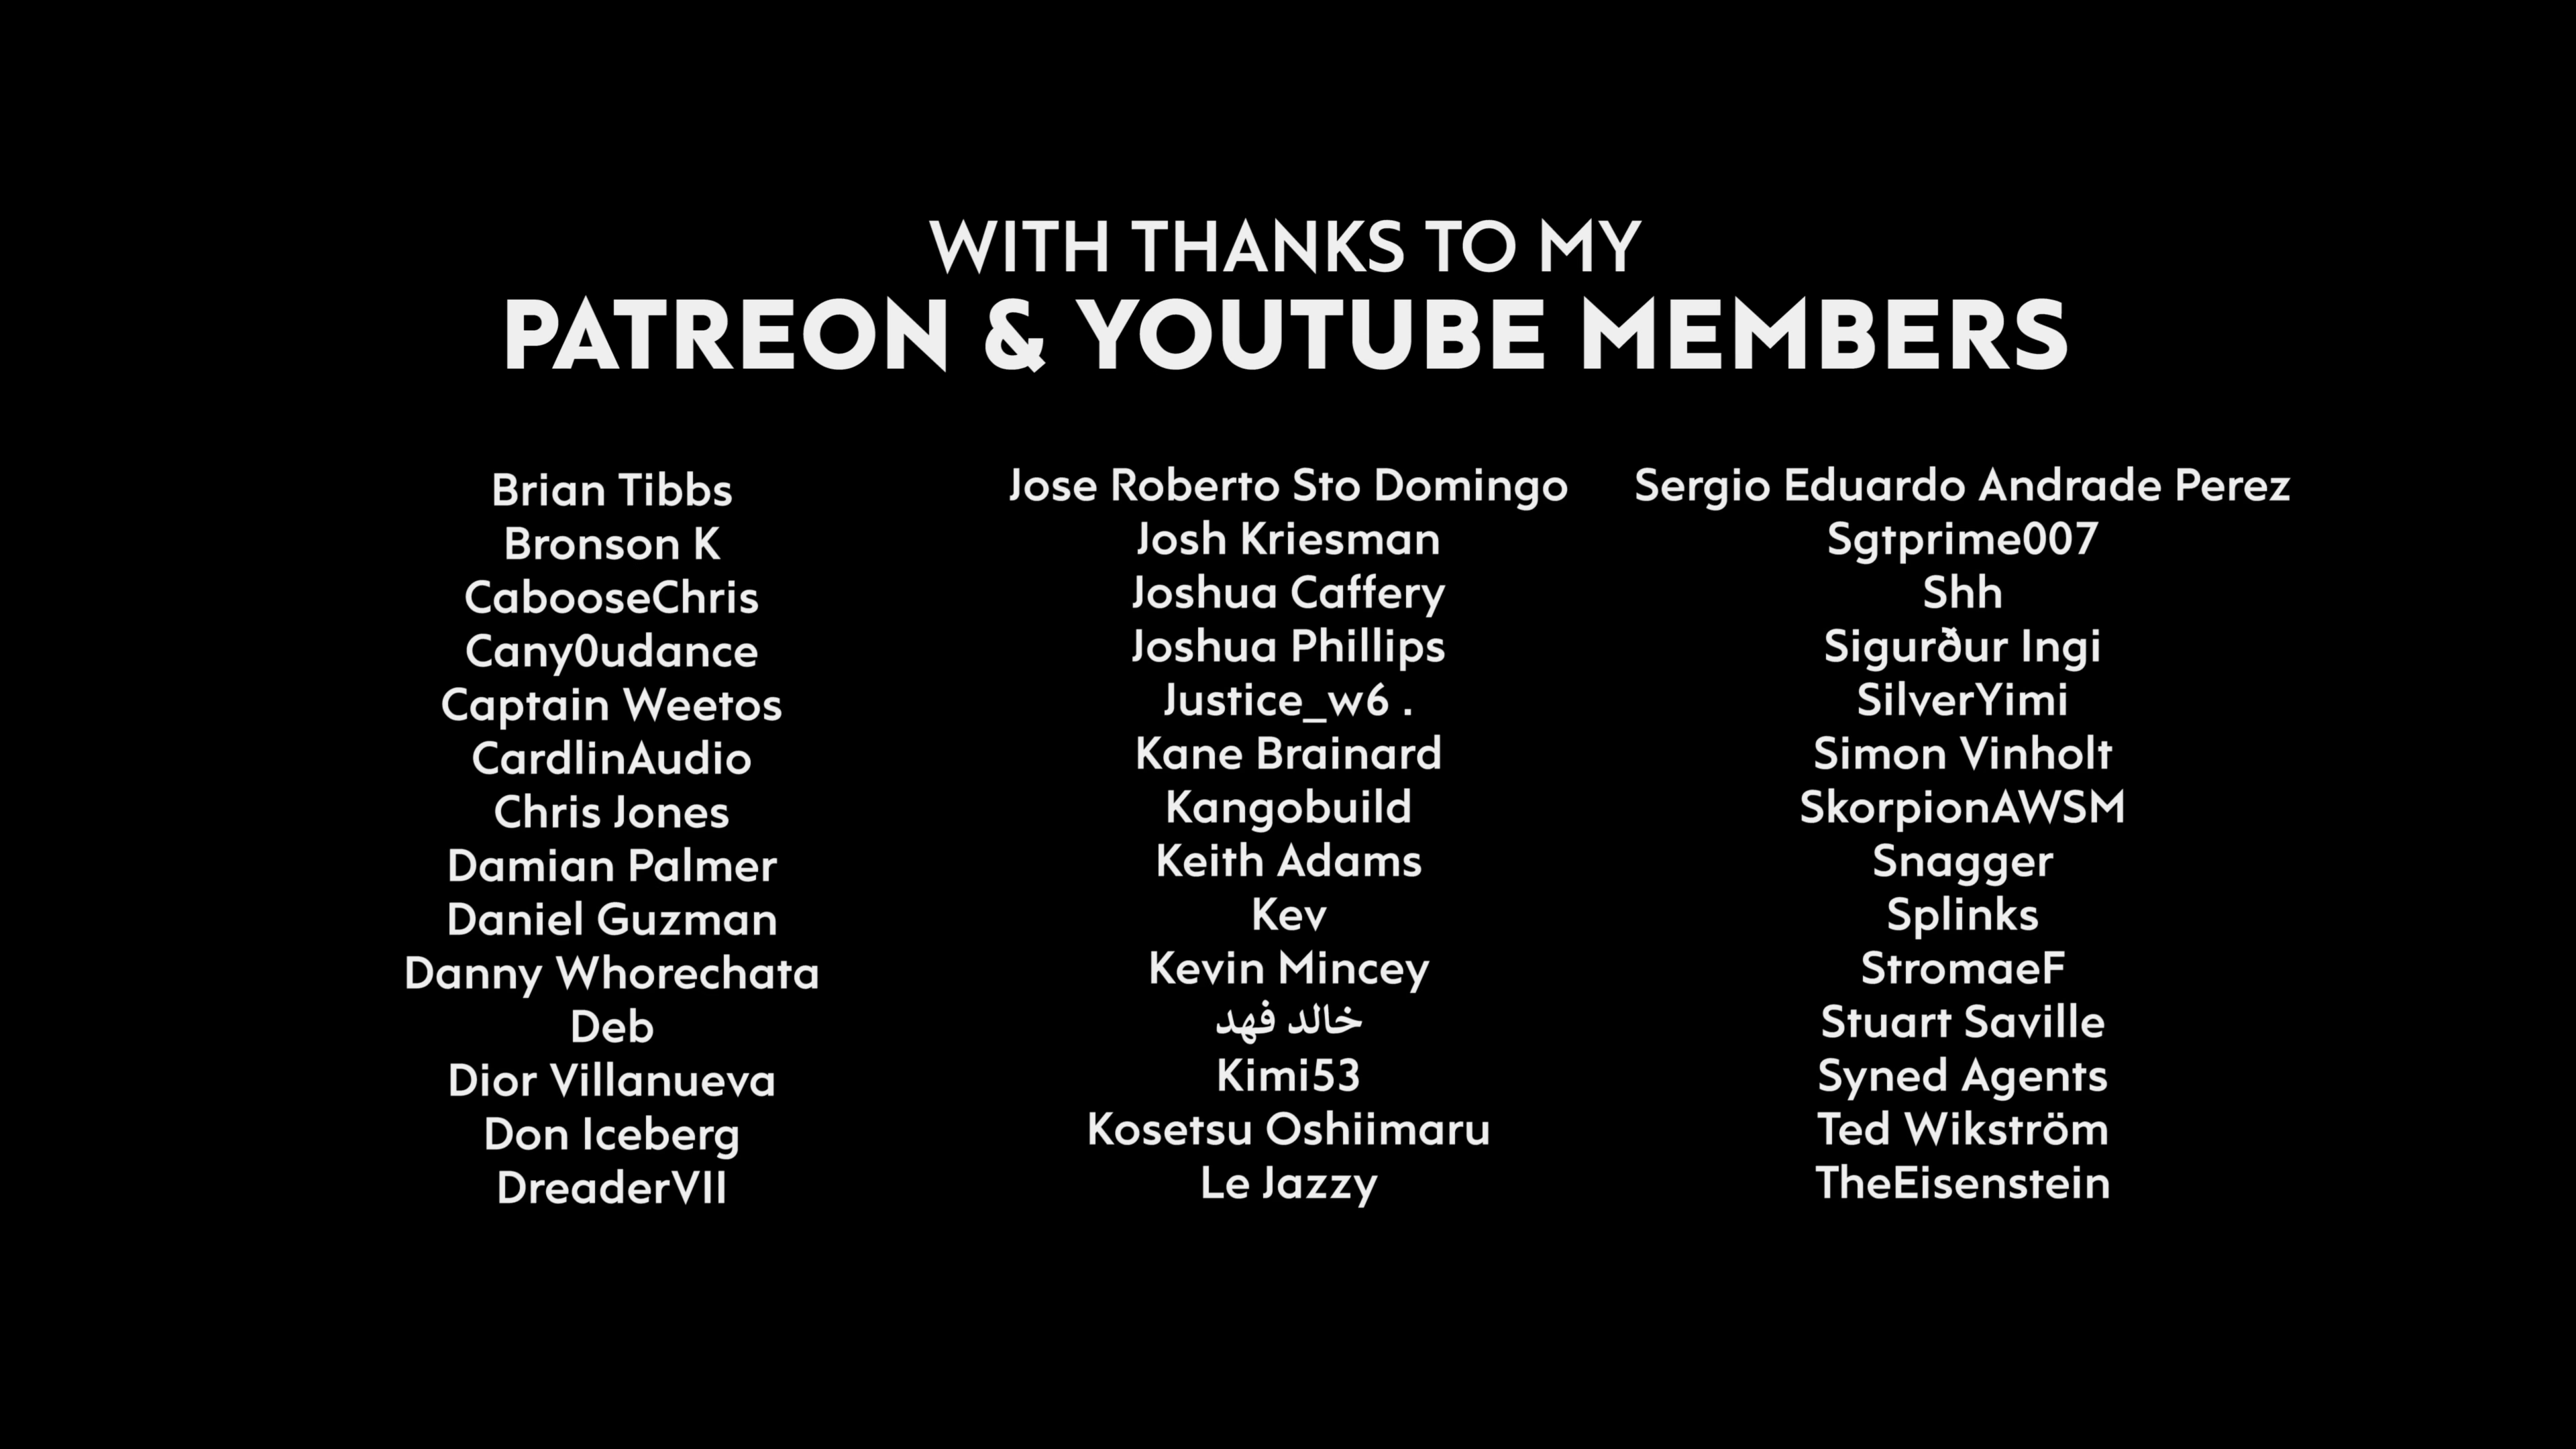 WITH THANKS TO MY
PATREON & YOUTUBE MEMBERS
Brian Tibbs
Bronson K
CabooseChris
Cany0udance
Captain Weetos
CardlinAudio
Chris Jones
Damian Palmer
Daniel Guzman
Danny Whorechata
Deb
Dior Villanueva
Don Iceberg
DreaderVII
Jose Roberto Sto Domingo
Josh Kriesman
Joshua Caffery
Joshua Phillips
Justice_w6 .
Kane Brainard
Kangobuild
Keith Adams
Kev
Kevin Mincey
خالد فهد
Kimi53
Kosetsu Oshiimaru
Le Jazzy
Sergio Eduardo Andrade Perez
Sgtprime007
Shh
Sigurður Ingi
SilverYimi
Simon Vinholt
SkorpionAWSM
Snagger
Splinks
StromaeF
Stuart Saville
Syned Agents
Ted Wikström
TheEisenstein